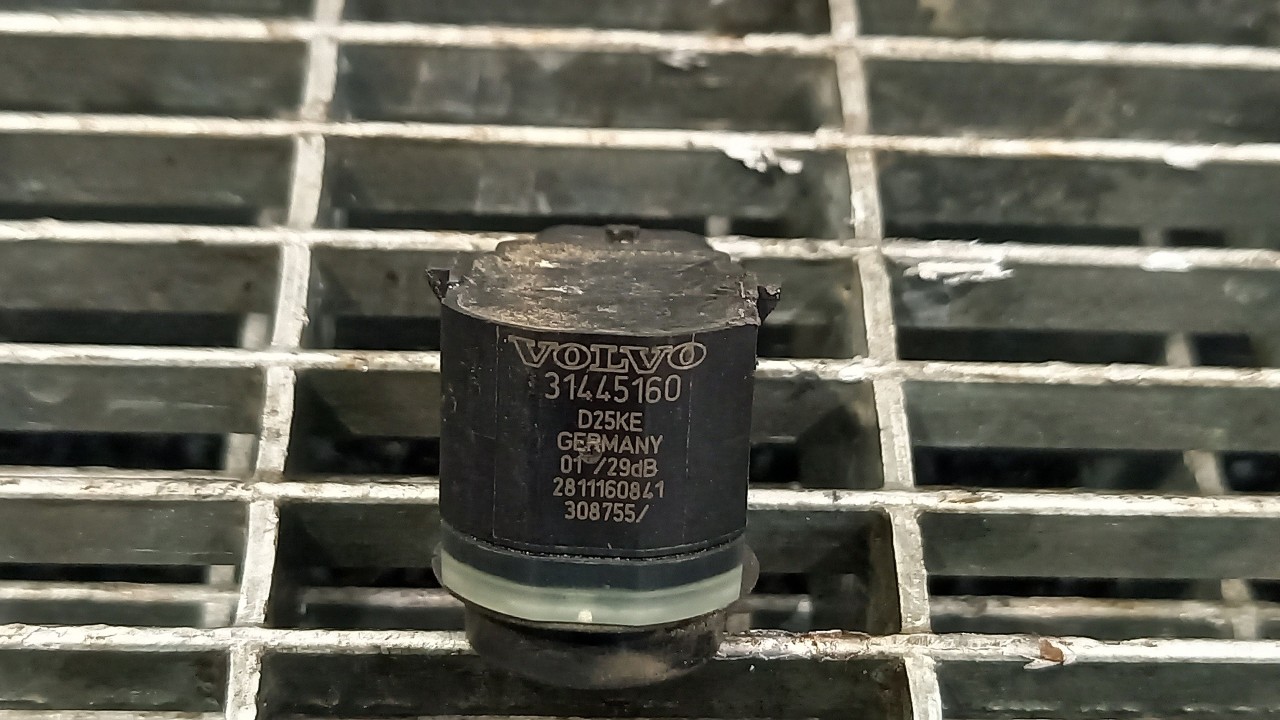 VOLVO
31445160
D25KE
GERMANY
01 /29dB
2811160841
308755/